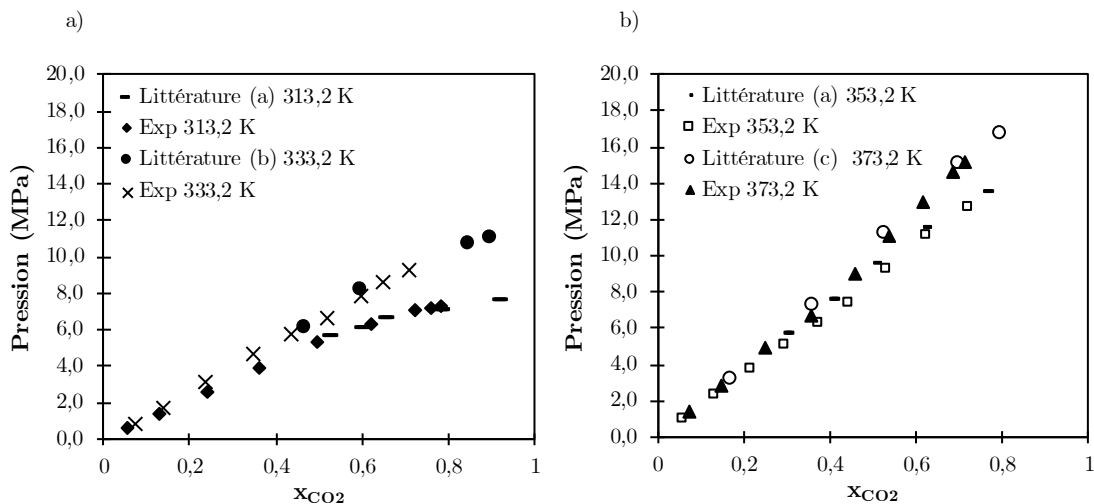 a)
20,0
18,0
16,0
14,0
12,0
10,0
8,0
6,0
4,0
2,0
0,0
Pression (MPa)
Littérature (a) 313,2 K
Exp 313,2 K
Littérature (b) 333,2 K
Exp 333,2 K
0 0,2 0,4 0,6 0,8 1
xCO2
b)
20,0
18,0
16,0
14,0
12,0
10,0
8,0
6,0
4,0
2,0
0,0
Pression (MPa)
Littérature (a) 353,2 K
Exp 353,2 K
Littérature (c) 373,2 K
Exp 373,2 K
0 0,2 0,4 0,6 0,8 1
xCO2